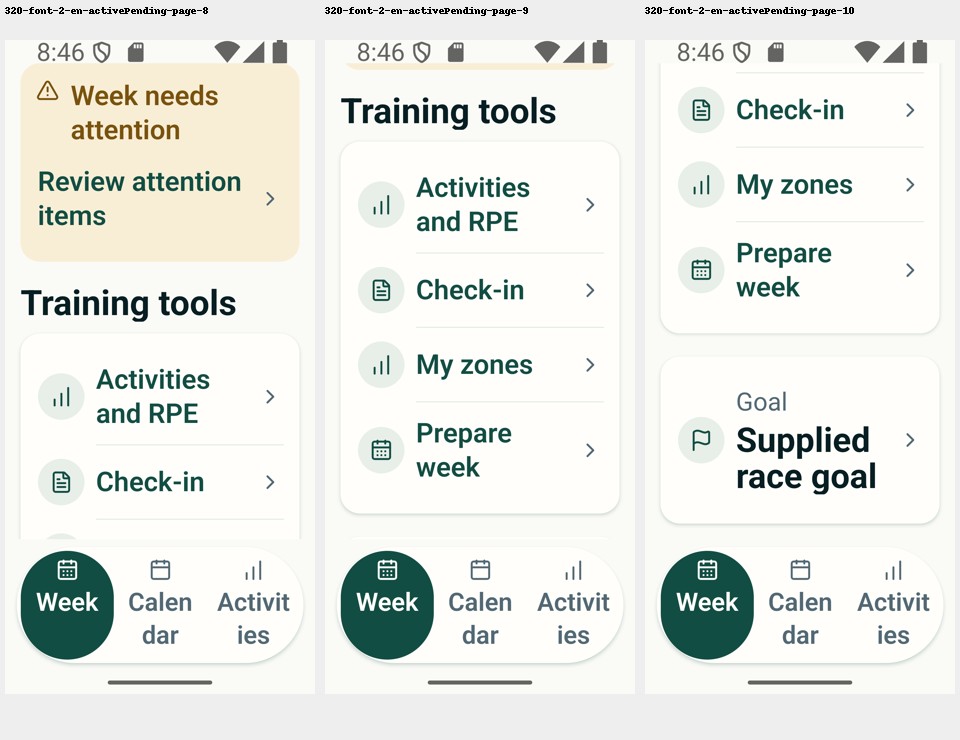 320-font-2-en-activePending-page-8
8:46
Week needs
attention
Review attention
items
Training tools
Activities
and RPE
Check-in
Week
Calen
dar
Activit
ies
320-font-2-en-activePending-page-9
8:46
Training tools
Activities
and RPE
Check-in
My zones
Prepare
week
Week
Calen
dar
Activit
ies
320-font-2-en-activePending-page-10
8:46
Check-in
My zones
Prepare
week
Goal
Supplied
race goal
Week
Calen
dar
Activit
ies